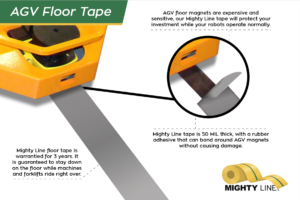 AGV Floor Tape
AGV floor magnets are expensive and
sensitive, our Mighty Line tape will protect your
investment while your robots operate normally.
Mighty Line tape is 50 MIL thick, with a rubber
adhesive that can bond around AGV magnets
without causing damage.
Mighty Line floor tape is
warrantied for 3 years. It
is guaranteed to stay down
on the floor while machines
and forklifts ride right over.
MIGHTY LINE